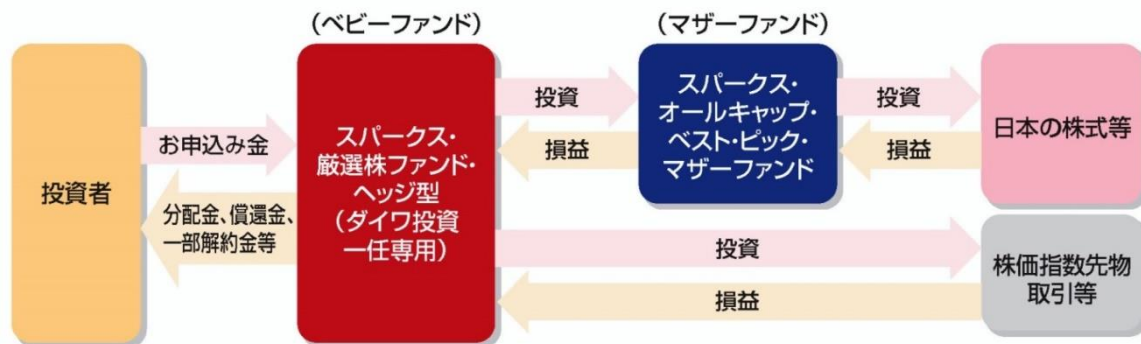 (ベビーファンド)
(マザーファンド)
投資者
お申込み金
分配金、償還金、
一部解約金等
スパークス・
厳選株ファンド・
ヘッジ型
(ダイワ投資
一任専用)
投資
損益
スパークス・
オールキャップ・
ベスト・ピック・
マザーファンド
投資
損益
日本の株式等
投資
損益
株価指数先物
取引等